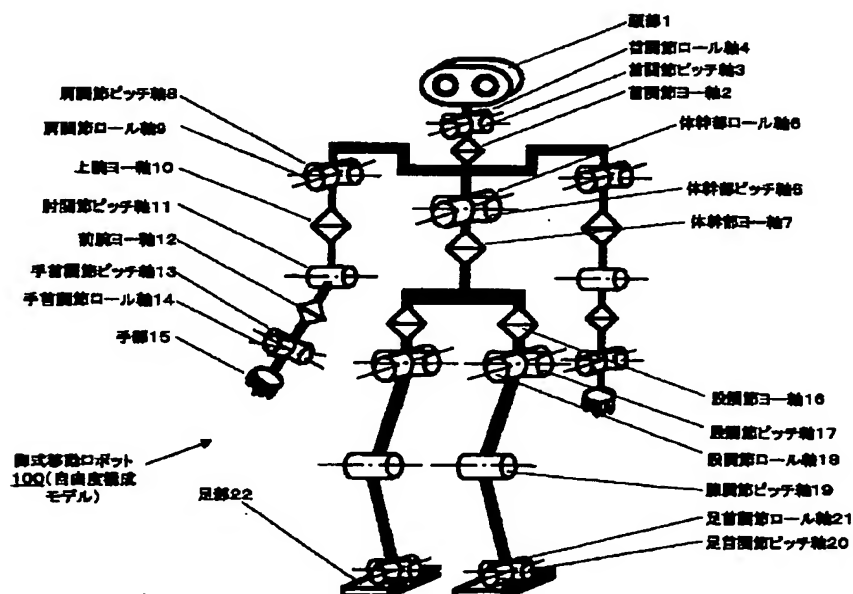 頭部1
首関節ロール軸4
首関節ピッチ軸3
首関節ヨー軸2
体幹部ロール軸6
体幹部ピッチ軸5
体幹部ヨー軸7
肩関節ピッチ軸8
肩関節ロール軸9
上腕ヨー軸10
肘関節ピッチ軸11
前腕ヨー軸12
手首関節ピッチ軸13
手首関節ロール軸14
手部15
股関節ヨー軸16
股関節ピッチ軸17
股関節ロール軸18
膝関節ピッチ軸19
足首関節ロール軸21
足首関節ピッチ軸20
脚式移動ロボット
100(自由度構成
モデル)
足部22